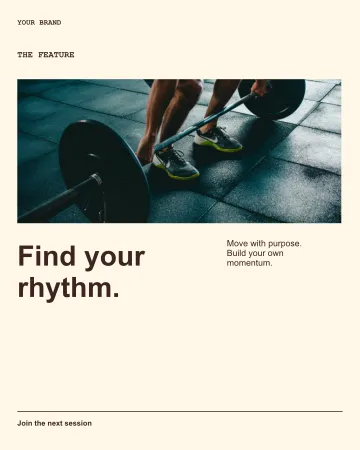 YOUR BRAND
THE FEATURE
Find your
rhythm.
Move with purpose.
Build your own
momentum.
Join the next session